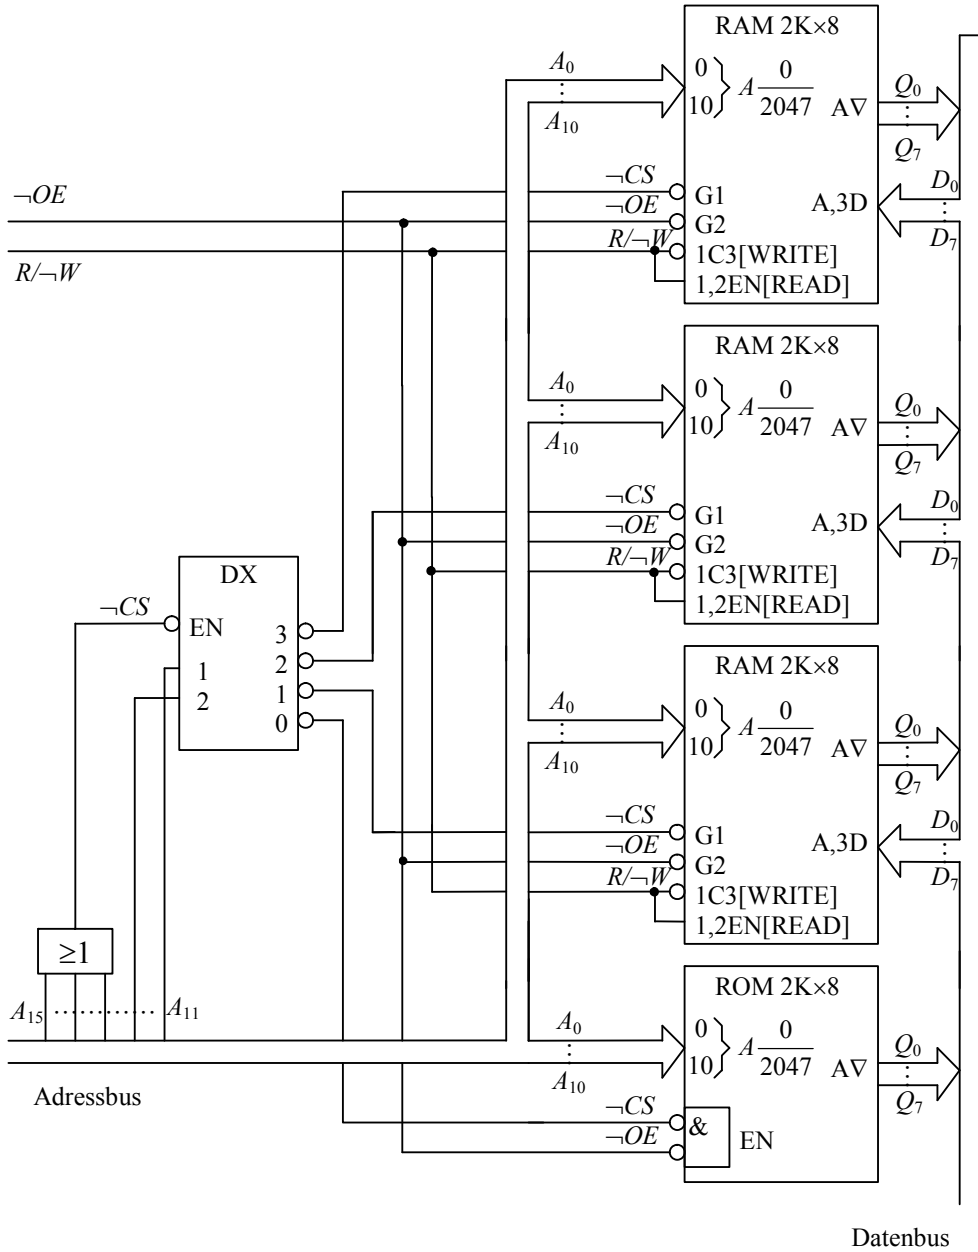 RAM 2K×8
A0
A10
0
10
A 0
2047
A∇
Q0
Q7
¬CS
¬OE
R/¬W
G1
G2
1C3[WRITE]
1,2EN[READ]
A,3D
D0
D7
¬OE
R/¬W
RAM 2K×8
A0
A10
0
10
A 0
2047
A∇
Q0
Q7
¬CS
¬OE
R/¬W
G1
G2
1C3[WRITE]
1,2EN[READ]
A,3D
D0
D7
DX
¬CS
EN
1
2
3
2
1
0
RAM 2K×8
A0
A10
0
10
A 0
2047
A∇
Q0
Q7
¬CS
¬OE
R/¬W
G1
G2
1C3[WRITE]
1,2EN[READ]
A,3D
D0
D7
≥1
A15
A11
Adressbus
ROM 2K×8
A0
A10
0
10
A 0
2047
A∇
Q0
Q7
¬CS
¬OE
&
EN
Datenbus